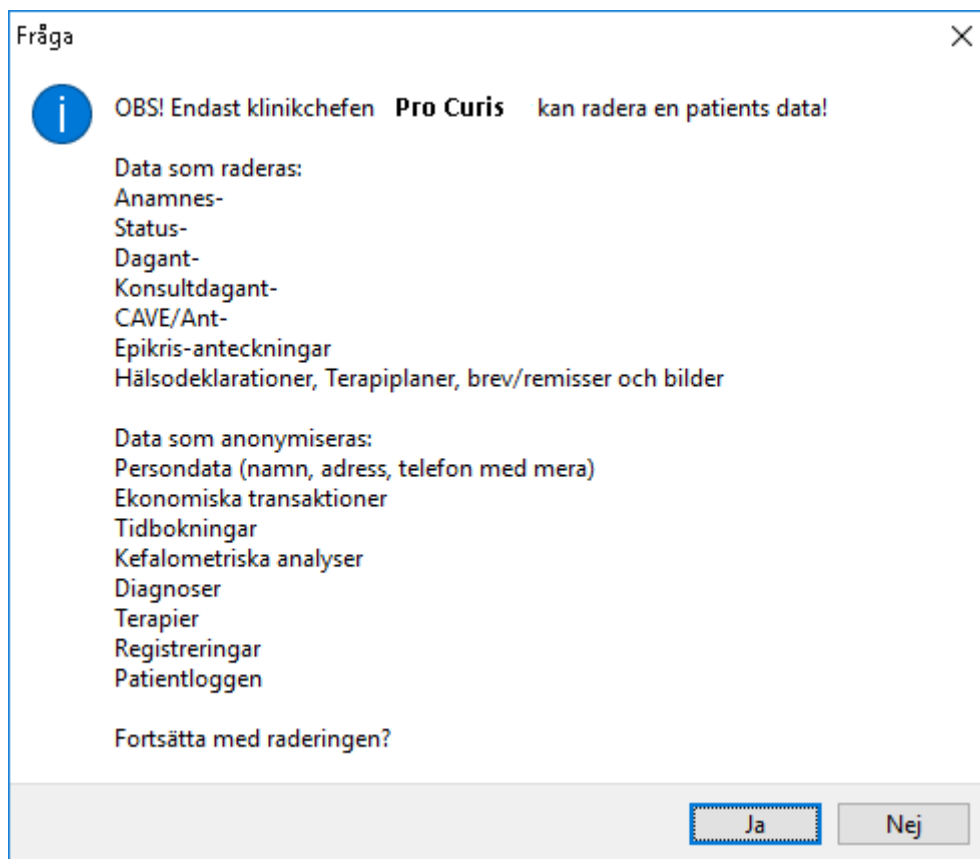 Fråga
OBS! Endast klinikchefen Pro Curis kan radera en patients data!
Data som raderas:
Anamnes-
Status-
Dagant-
Konsultdagant-
CAVE/Ant-
Epikris-anteckningar
Hälsodeklarationer, Terapiplaner, brev/remisser och bilder
Data som anonymiseras:
Persondata (namn, adress, telefon med mera)
Ekonomiska transaktioner
Tidbokningar
Kefalometriska analyser
Diagnoser
Terapier
Registreringar
Patientloggen
Fortsätta med raderingen?
Ja Nej